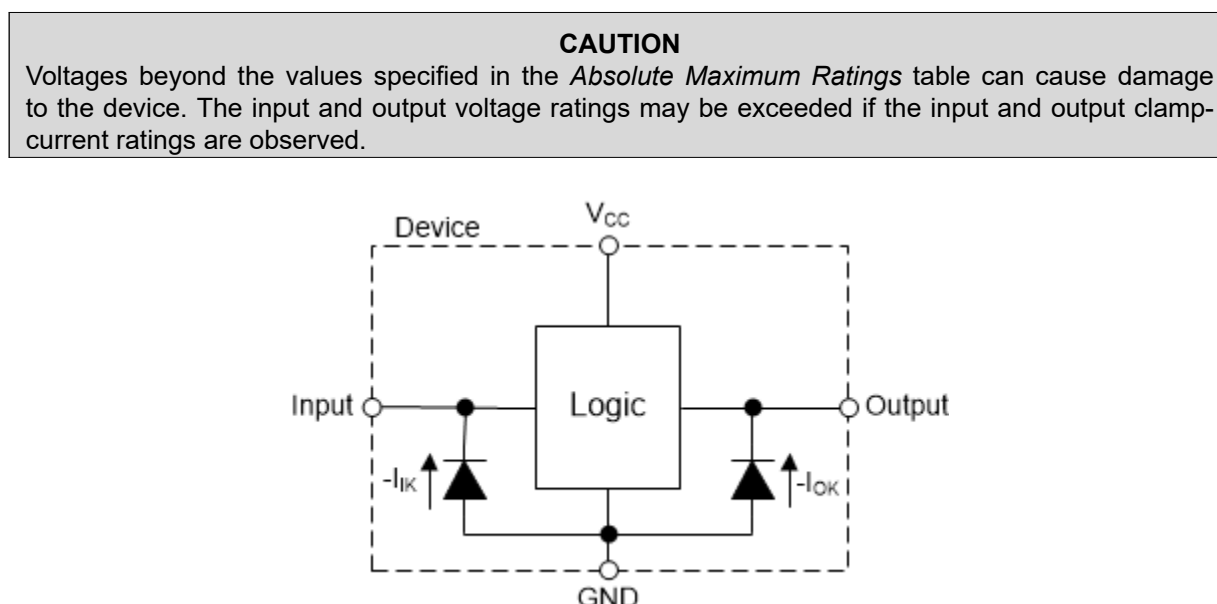 CAUTION
Voltages beyond the values specified in the Absolute Maximum Ratings table can cause damage
to the device. The input and output voltage ratings may be exceeded if the input and output clamp-
current ratings are observed.
Device
VCC
Input
Logic
Output
-IIK
-IOK
GND